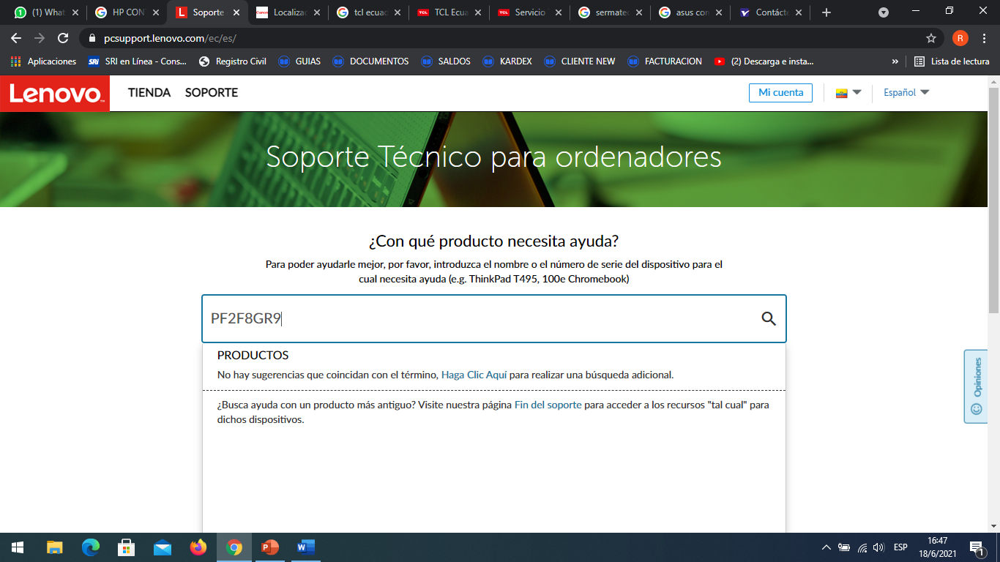 (1) What
HP CON
Soporte
Localiza
tcl ecuad
TCL Ecua
Servicio
sermate
asus con
Contácte
pcsupport.lenovo.com/ec/es/
R
Aplicaciones
SRI en Línea - Cons...
Registro Civil
GUIAS
DOCUMENTOS
SALDOS
KARDEX
CLIENTE NEW
FACTURACION
(2) Descarga e insta...
»
Lista de lectura
Lenovo™
TIENDA
SOPORTE
Mi cuenta
Español
Soporte Técnico para ordenadores
¿Con qué producto necesita ayuda?
Para poder ayudarle mejor, por favor, introduzca el nombre o el número de serie del dispositivo para el
cual necesita ayuda (e.g. ThinkPad T495, 100e Chromebook)
PF2F8GR9
PRODUCTOS
No hay sugerencias que coincidan con el término, Haga Clic Aquí para realizar una búsqueda adicional.
¿Busca ayuda con un producto más antiguo? Visite nuestra página Fin del soporte para acceder a los recursos "tal cual" para
dichos dispositivos.
Opiniones
ESP
16:47
18/6/2021
1